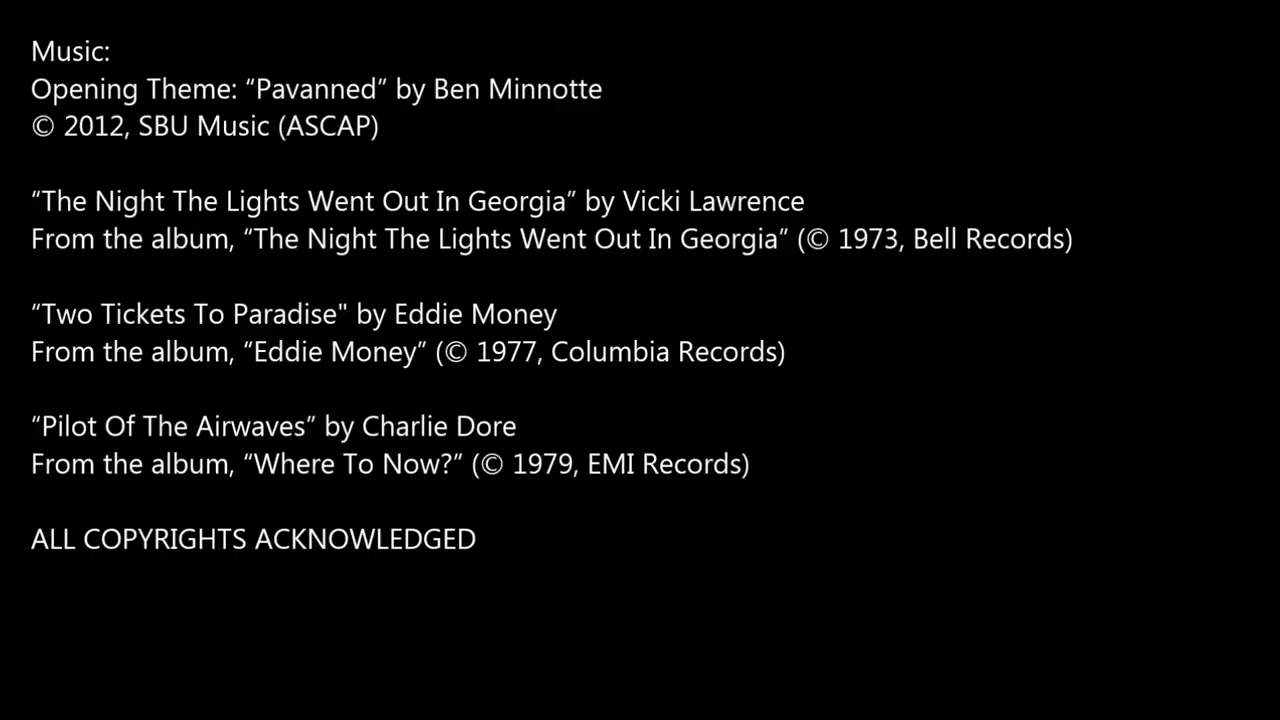 Music:
Opening Theme: “Pavanned” by Ben Minnotte
© 2012, SBU Music (ASCAP)
“The Night The Lights Went Out In Georgia” by Vicki Lawrence
From the album, “The Night The Lights Went Out In Georgia” (© 1973, Bell Records)
“Two Tickets To Paradise" by Eddie Money
From the album, “Eddie Money” (© 1977, Columbia Records)
“Pilot Of The Airwaves” by Charlie Dore
From the album, “Where To Now?” (© 1979, EMI Records)
ALL COPYRIGHTS ACKNOWLEDGED